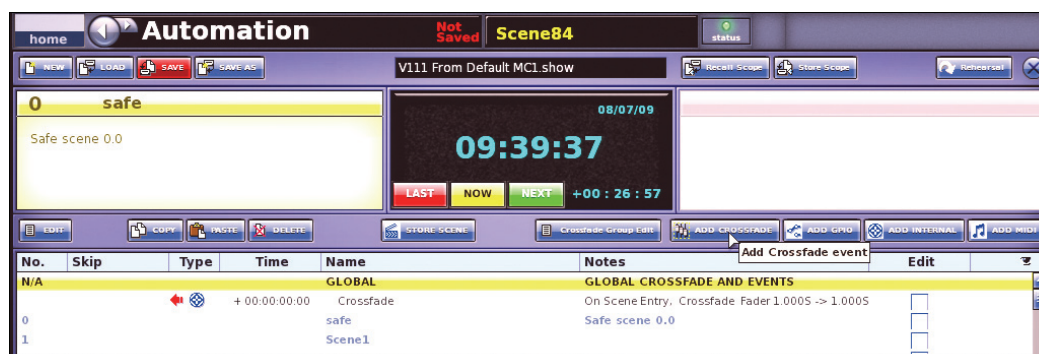 home Automation Not Saved Scene84 status
NEW LOAD SAVE SAVE AS V111 From Default MC1.show Recall Scope Store Scope Rehearsal
0 safe
Safe scene 0.0
08/07/09
09:39:37
LAST NOW NEXT +00 : 26 : 57
EDIT COPY PASTE DELETE STORE SCENE Crossfade Group Edit ADD CROSSFADE ADD GPIO ADD INTERNAL ADD MIDI
Add Crossfade event
No. Skip Type Time Name Notes Edit
N/A GLOBAL GLOBAL CROSSFADE AND EVENTS
+ 00:00:00:00 Crossfade On Scene Entry, Crossfade Fader 1.000S -> 1.000S
0 safe Safe scene 0.0
1 Scene1